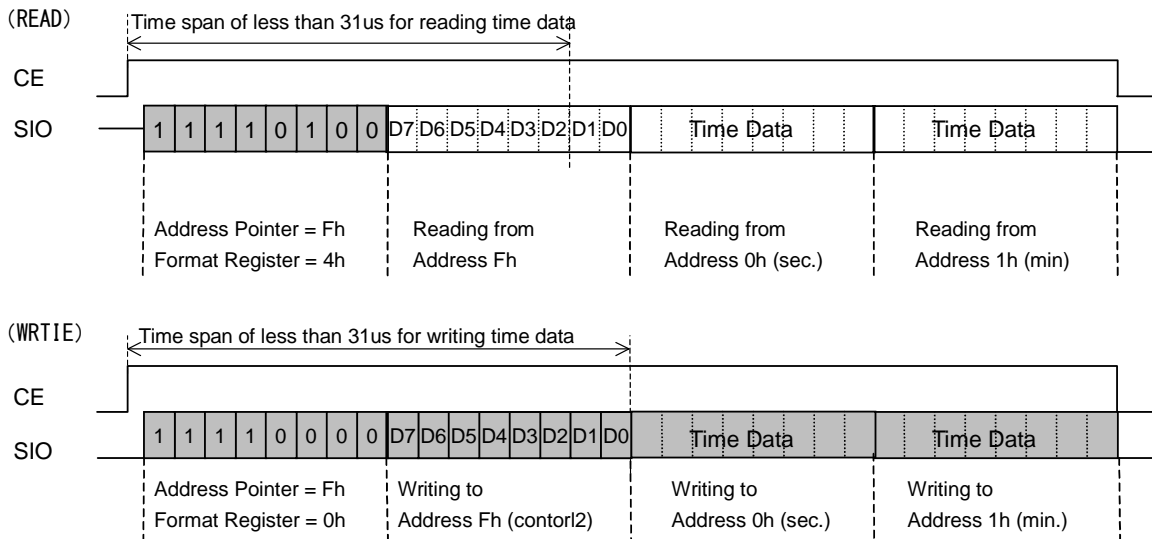 (READ)
Time span of less than 31us for reading time data
CE
SIO
1 1 1 1 0 1 0 0 D7 D6 D5 D4 D3 D2 D1 D0 Time Data Time Data
Address Pointer = Fh
Format Register = 4h
Reading from
Address Fh
Reading from
Address 0h (sec.)
Reading from
Address 1h (min)
(WRTIE)
Time span of less than 31us for writing time data
CE
SIO
1 1 1 1 0 0 0 0 D7 D6 D5 D4 D3 D2 D1 D0 Time Data Time Data
Address Pointer = Fh
Format Register = 0h
Writing to
Address Fh (contorl2)
Writing to
Address 0h (sec.)
Writing to
Address 1h (min.)